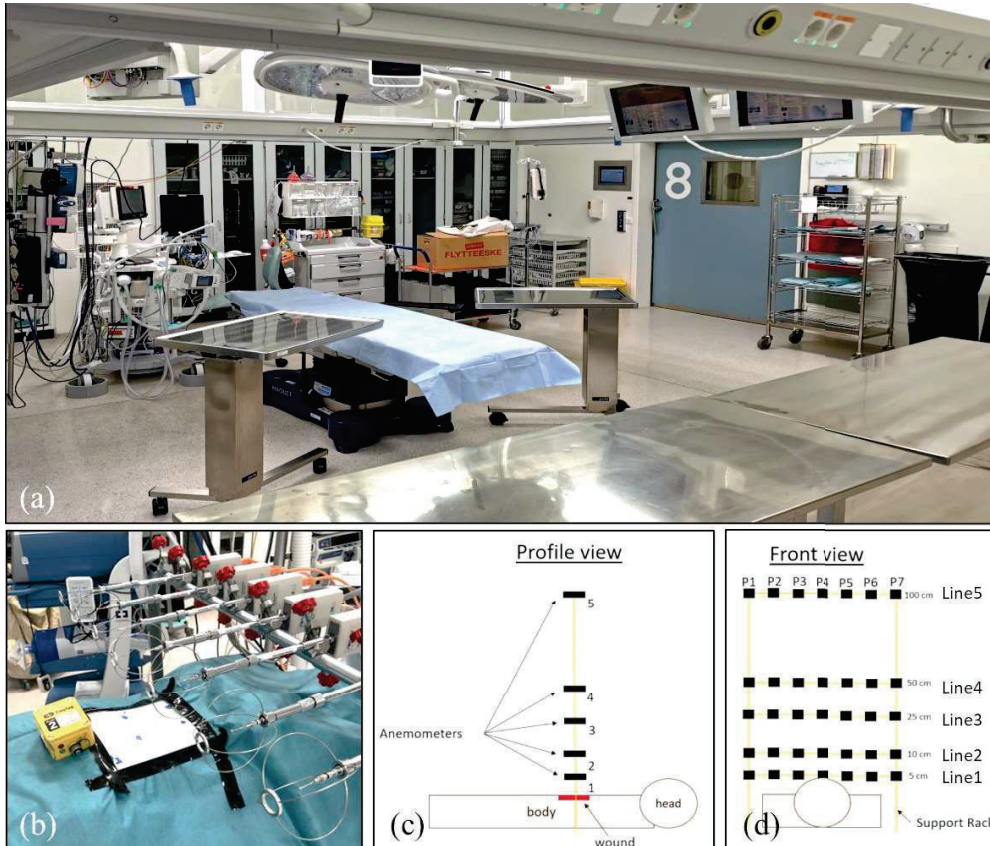 8
FLYTTEESKE
MAQUET
(a)
(b)
Profile view
5
4
3
2
1
Anemometers
body
head
wound
(c)
Front view
P1 P2 P3 P4 P5 P6 P7
100 cm Line5
50 cm Line4
25 cm Line3
10 cm Line2
5 cm Line1
Support Rack
(d)